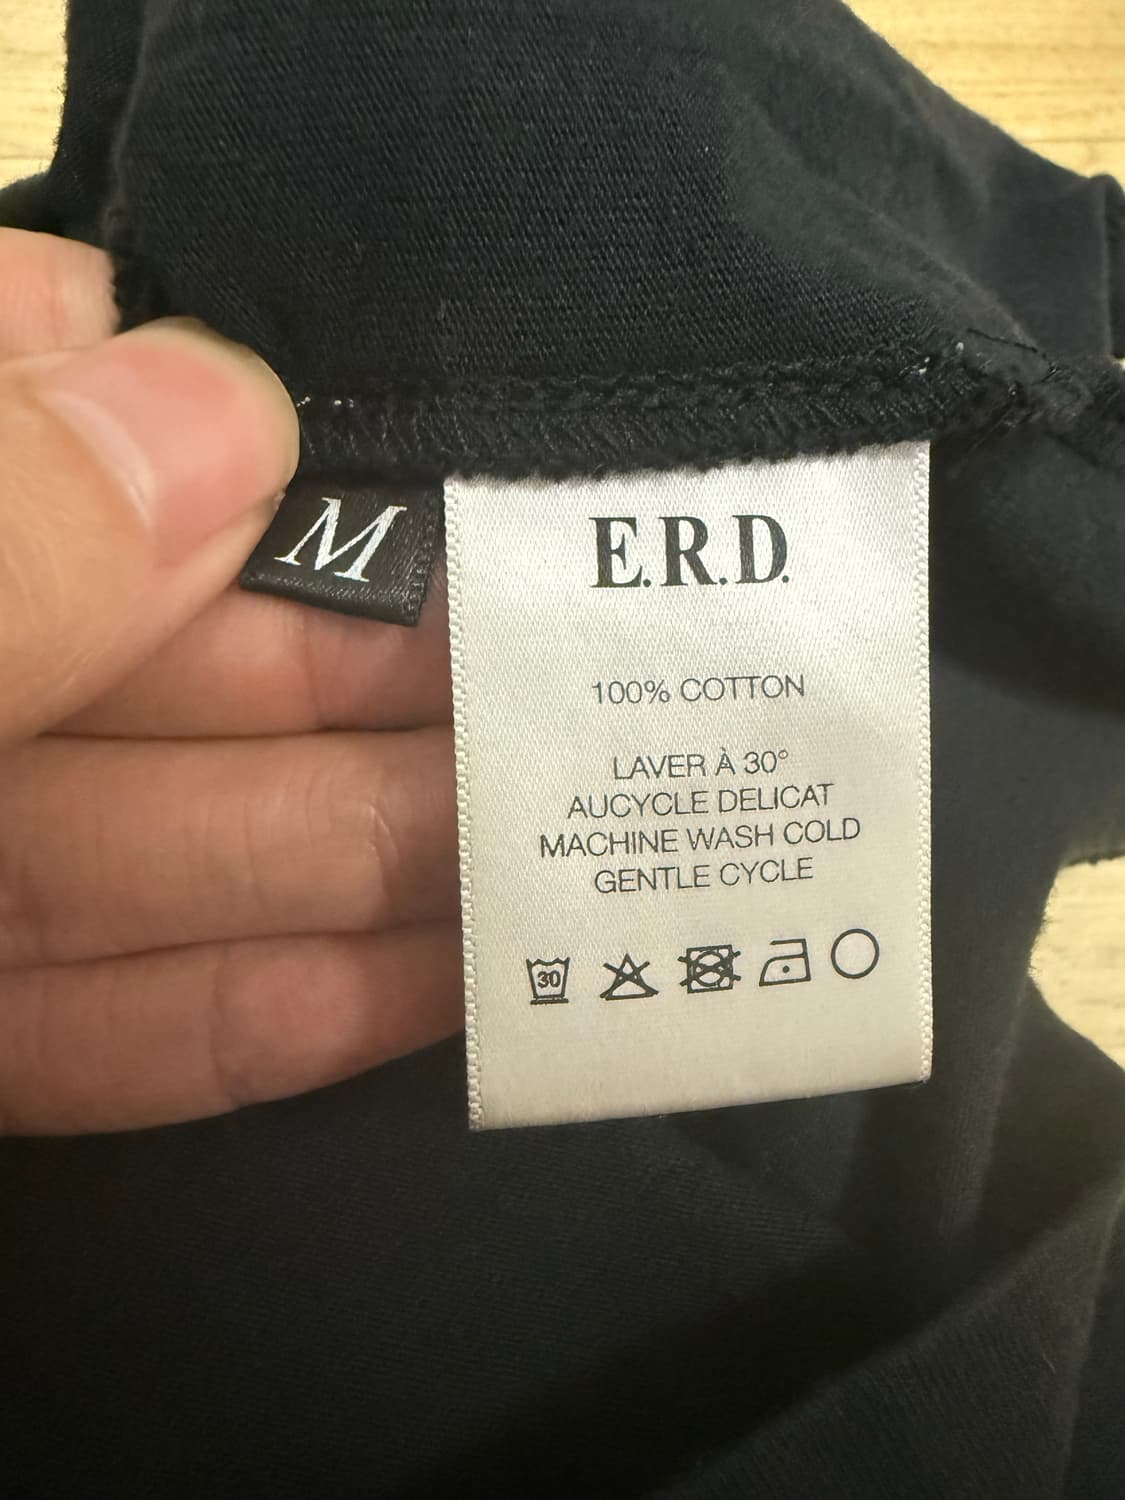 M
E.R.D.
100% COTTON
LAVER À 30°
AUCYCLE DELICAT
MACHINE WASH COLD
GENTLE CYCLE
30